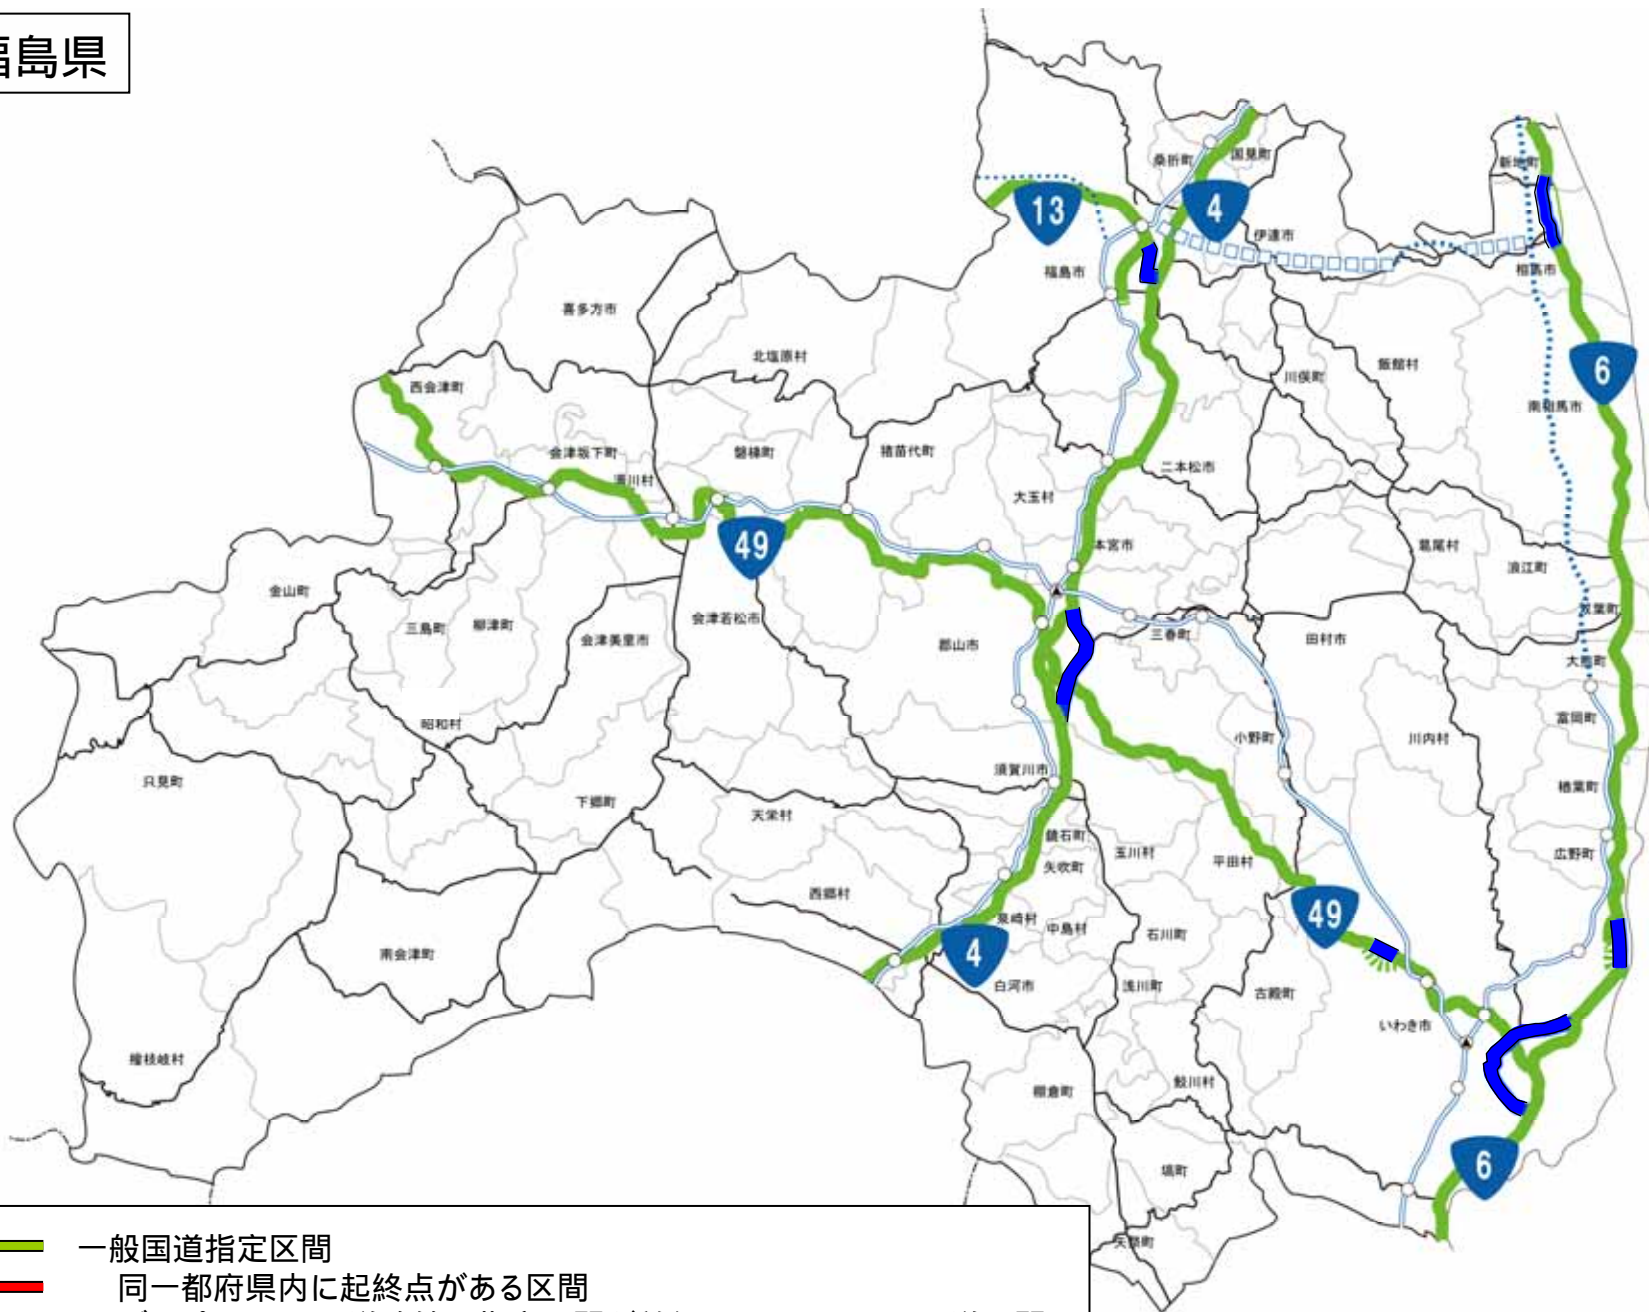 福島県
新地町
国見町
桑折町
13
4
伊達市
相馬市
福島市
喜多方市
北塩原村
飯館村
6
川俣町
西会津町
南相馬市
会津坂下町
磐梯町
猪苗代町
二本松市
湯川村
大玉村
49
本宮市
葛尾村
浪江町
金山町
双葉町
三島町
柳津町
会津美里市
会津若松市
郡山市
三春町
田村市
大熊町
昭和村
富岡町
小野町
川内村
只見町
須賀川市
楢葉町
下郷町
天栄村
鏡石町
玉川村
平田村
広野町
矢吹町
西郷村
49
泉崎村
中島村
石川町
4
南会津町
白河市
浅川町
古殿町
いわき市
檜枝岐村
鮫川村
棚倉町
6
塙町
矢祭町
一般国道指定区間
同一都府県内に起終点がある区間